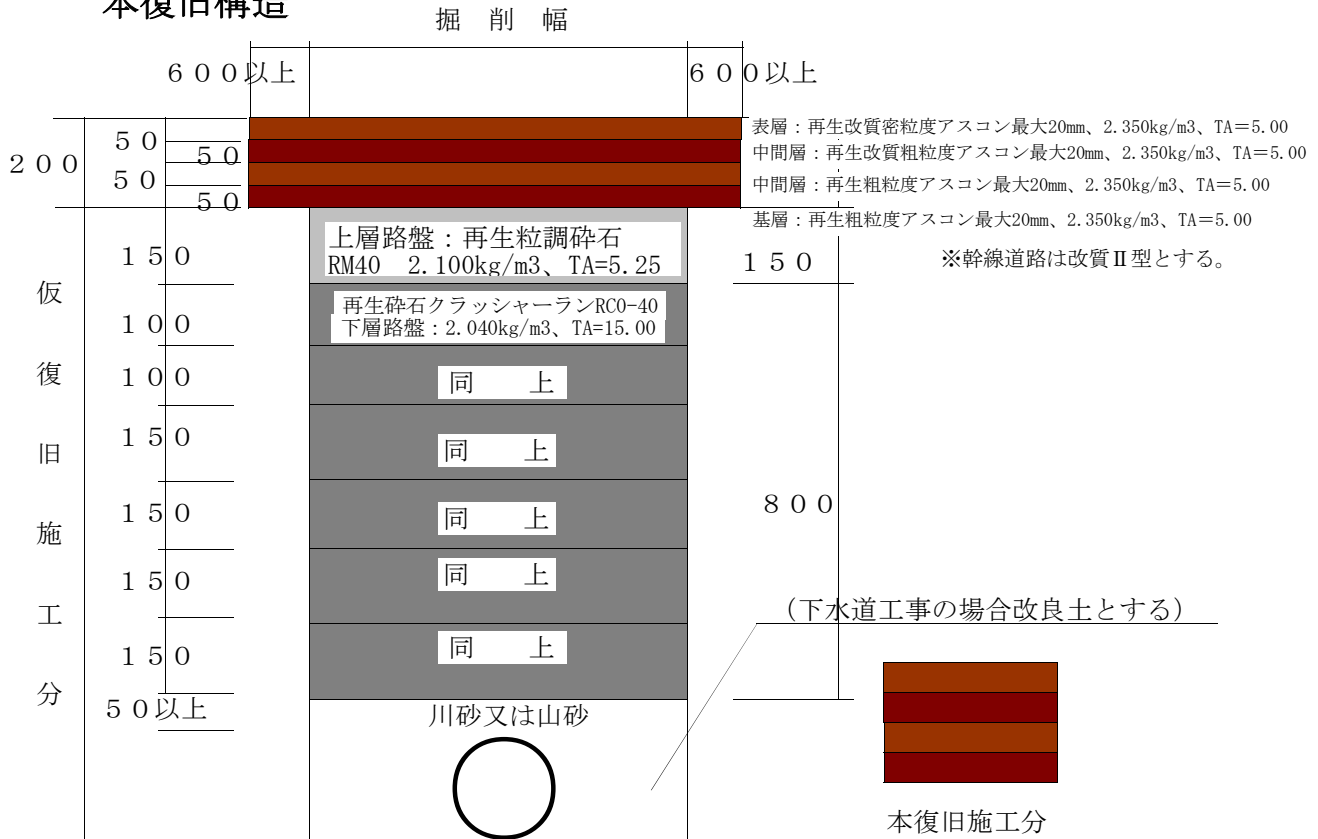 本復旧構造
掘 削 幅
６００以上
６００以上
５０
５０
５０
５０
２００
表層：再生改質密粒度アスコン最大20mm、2.350kg/m3、TA＝5.00
中間層：再生改質粗粒度アスコン最大20mm、2.350kg/m3、TA＝5.00
中間層：再生粗粒度アスコン最大20mm、2.350kg/m3、TA＝5.00
基層：再生粗粒度アスコン最大20mm、2.350kg/m3、TA＝5.00
※幹線道路は改質Ⅱ型とする。
仮復旧施工分
１５０
上層路盤：再生粒調砕石
RM40 2.100kg/m3、TA=5.25
１５０
１００
再生砕石クラッシャーランRC0-40
下層路盤：2.040kg/m3、TA=15.00
１００
同 上
１５０
同 上
１５０
同 上
８００
１５０
同 上
１５０
同 上
（下水道工事の場合改良土とする）
５０以上
川砂又は山砂
本復旧施工分